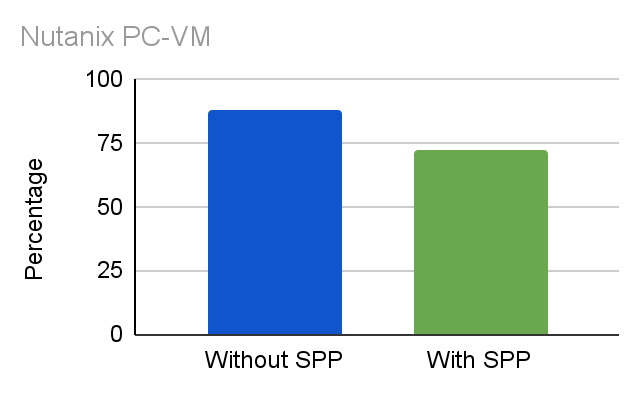 Nutanix PC-VM
100
75
50
25
0
Percentage
Without SPP
With SPP